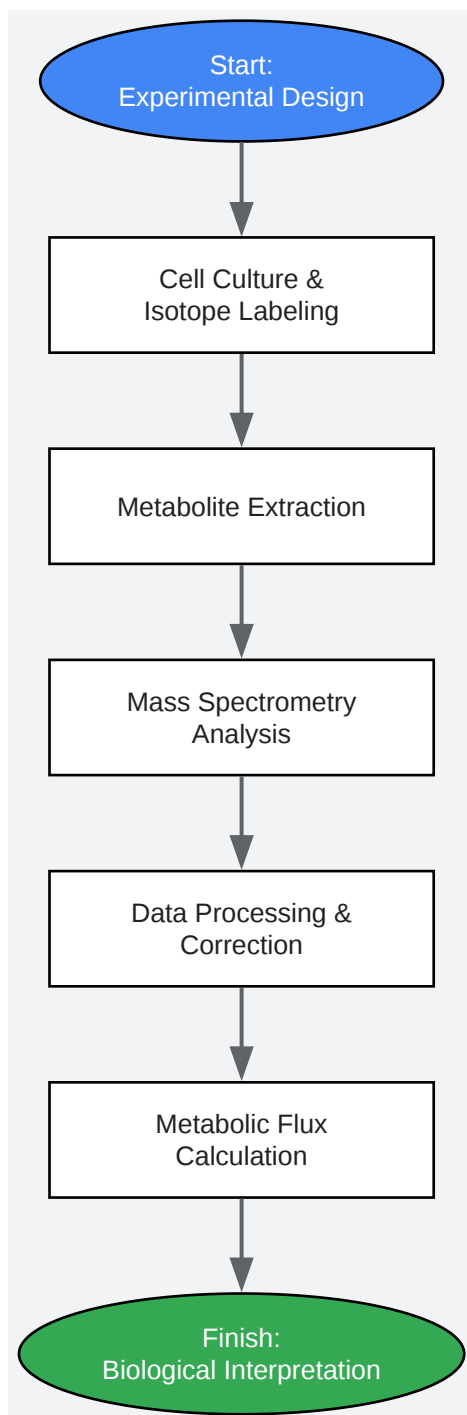 Start:
Experimental Design
Cell Culture &
Isotope Labeling
Metabolite Extraction
Mass Spectrometry
Analysis
Data Processing &
Correction
Metabolic Flux
Calculation
Finish:
Biological Interpretation